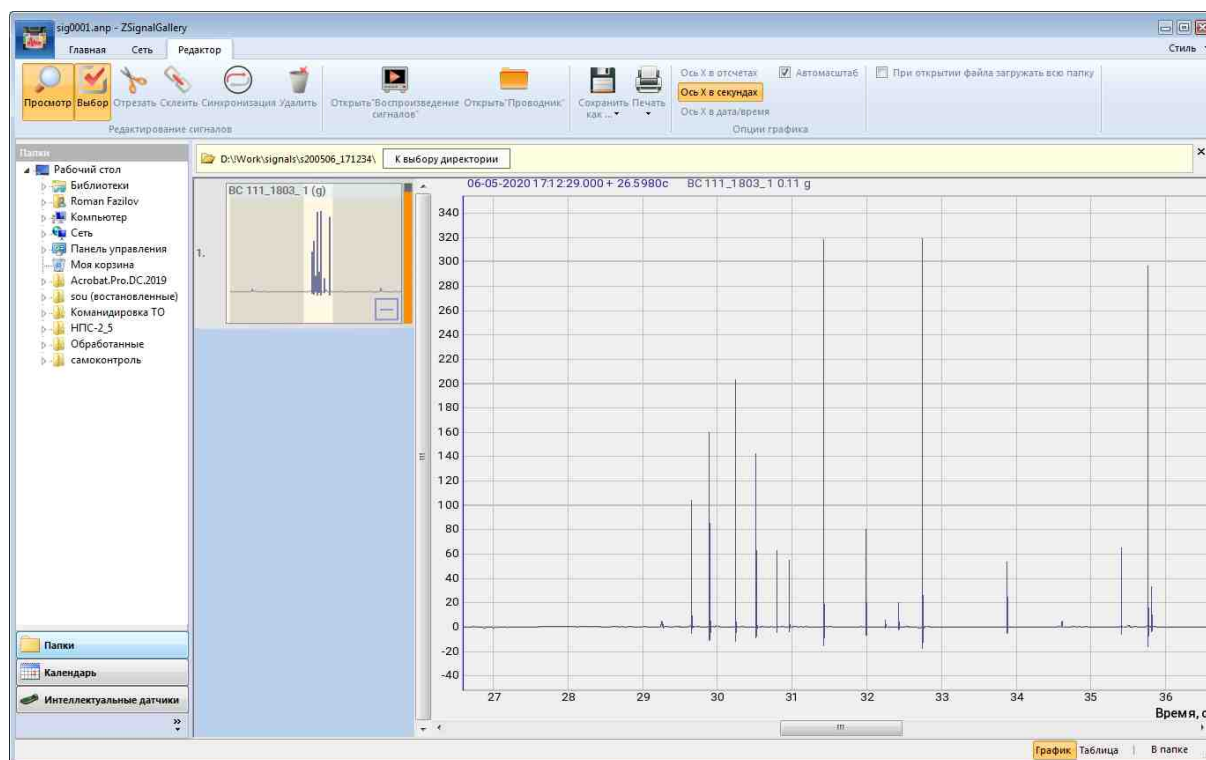 sig0001.anp - ZSignalGallery
Главная Сеть Редактор
Стиль
Просмотр Выбор Отрезать Склеить Синхронизация Удалить
Редактирование сигналов
Открыть"Воспроизведение сигналов"
Открыть"Проводник"
Сохранить как ...
Печать
Ось X в отсчетах
Ось X в секундах
Ось X в дата/время
Автомасштаб
При открытии файла загружать всю папку
Опции графика
Папки
Рабочий стол
Библиотеки
Roman Fazilov
Компьютер
Сеть
Панель управления
Моя корзина
Acrobat.Pro.DC.2019
sou (востановленные)
Команидировка ТО
НПС-2_5
Обработанные
самоконтроль
Папки
Календарь
Интеллектуальные датчики
D:\!Work\signals\s200506_171234\ К выбору директории
1.
BC 111_1803_ 1 (g)
06-05-2020 17:12:29.000 + 26.5980c BC 111_1803_ 1 0.11 g
340
320
300
280
260
240
220
200
180
160
140
120
100
80
60
40
20
0
-20
-40
27 28 29 30 31 32 33 34 35 36
Время, с
График Таблица В папке